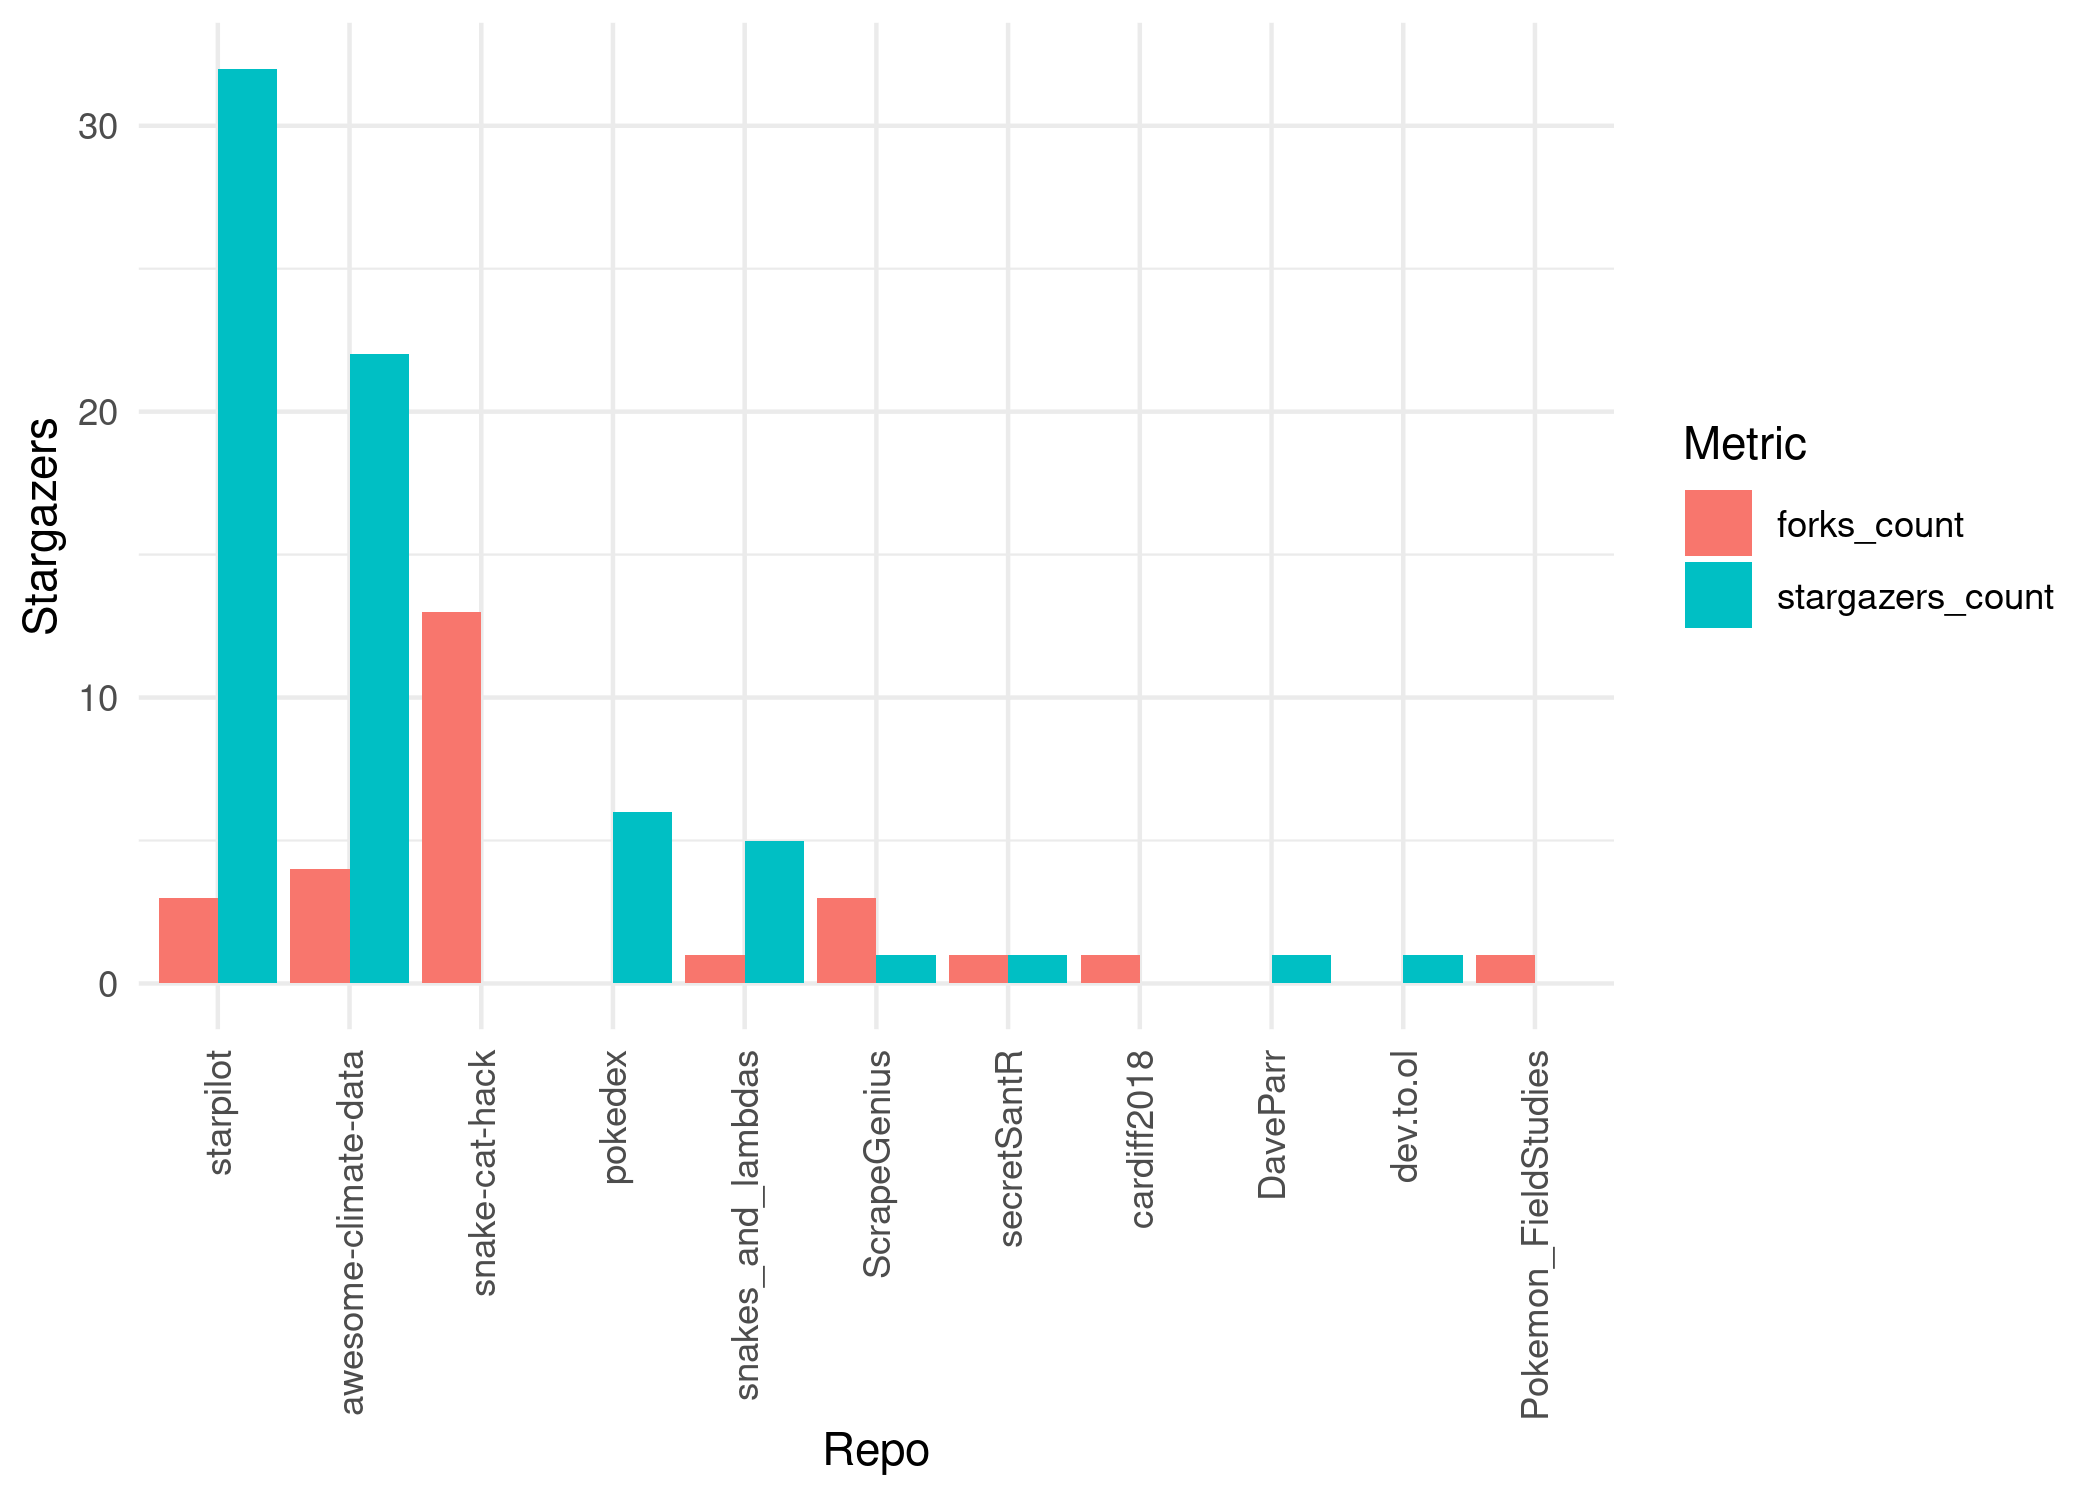 Stargazers
30
20
10
0
starpilot
awesome-climate-data
snake-cat-hack
pokedex
snakes_and_lambdas
ScrapeGenius
secretSantR
cardiff2018
DaveParr
dev.to.ol
Pokemon_FieldStudies
Repo
Metric
forks_count
stargazers_count